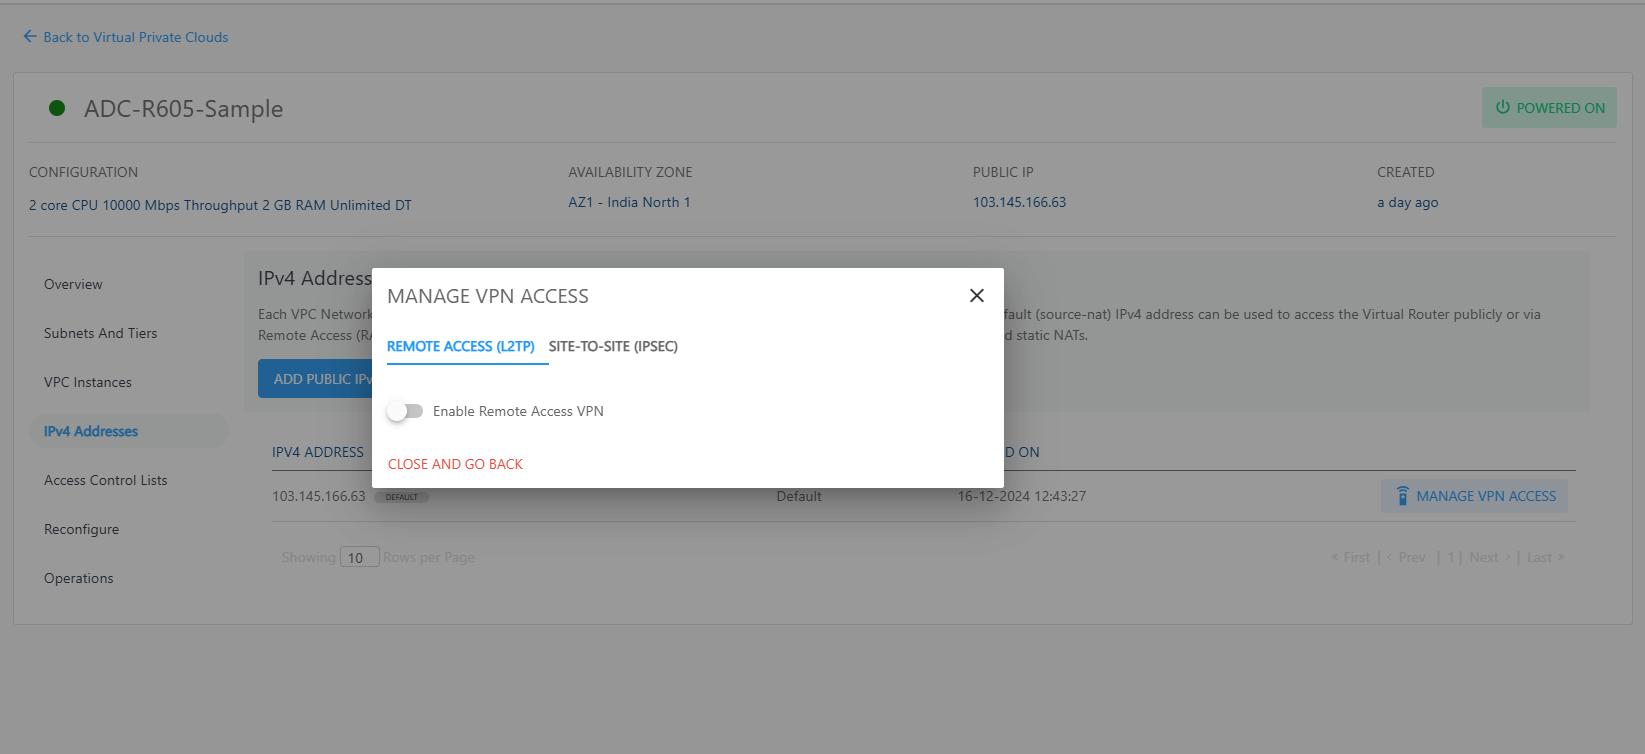 Back to Virtual Private Clouds
ADC-R605-Sample
POWERED ON
CONFIGURATION
AVAILABILITY ZONE
PUBLIC IP
CREATED
2 core CPU 10000 Mbps Throughput 2 GB RAM Unlimited DT
AZ1 - India North 1
103.145.166.63
a day ago
Overview
Subnets And Tiers
VPC Instances
IPv4 Addresses
Access Control Lists
Reconfigure
Operations
IPv4 Address
Each VPC Network
(source-nat) IPv4 address can be used to access the Virtual Router publicly or via
Remote Access
static NATs.
ADD PUBLIC
MANAGE VPN ACCESS
REMOTE ACCESS (L2TP) SITE-TO-SITE (IPSEC)
Enable Remote Access VPN
CLOSE AND GO BACK
IPV4 ADDRESS
ON
103.145.166.63 DEFAULT
Default
16-12-2024 12:43:27
MANAGE VPN ACCESS
Showing 10 Rows per Page
« First | ‹ Prev | 1 | Next › | Last »